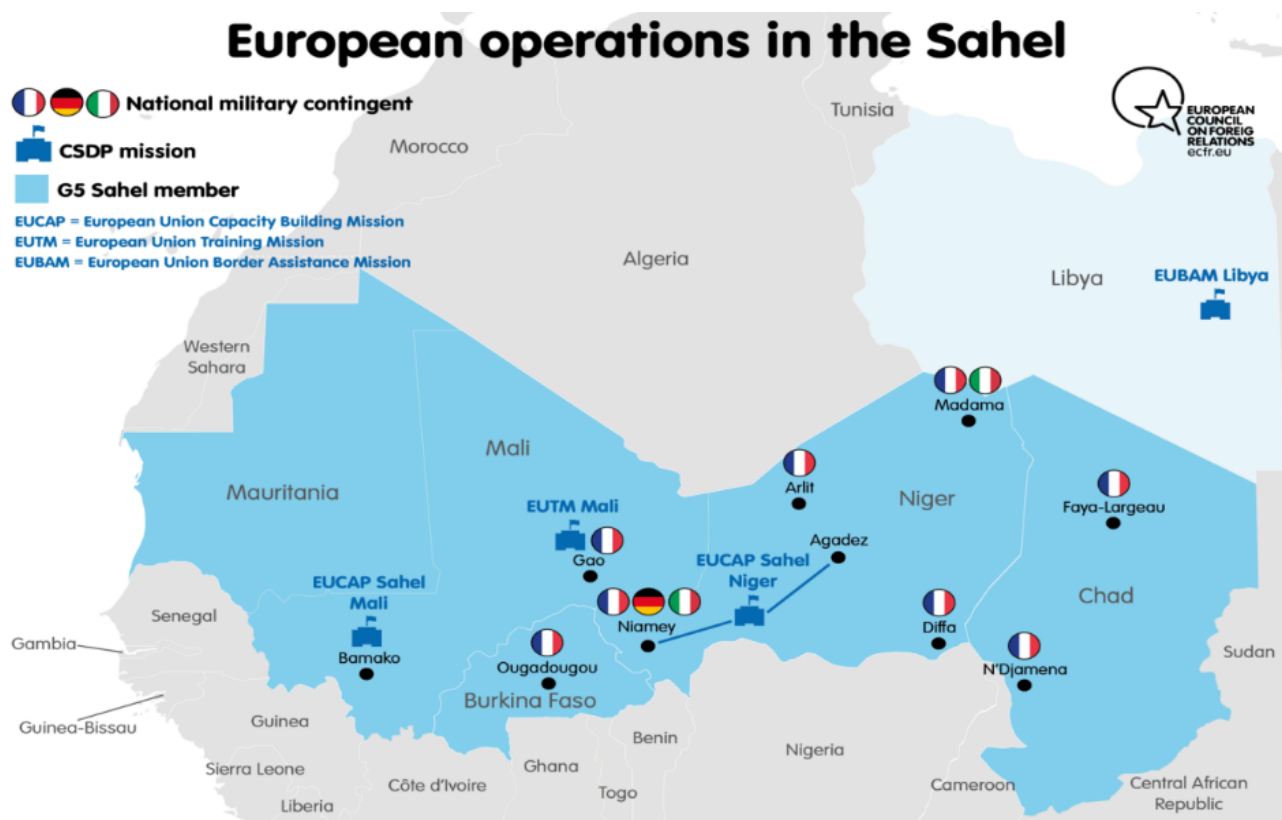 European operations in the Sahel
National military contingent
CSDP mission
G5 Sahel member
EUCAP = European Union Capacity Building Mission
EUTM = European Union Training Mission
EUBAM = European Union Border Assistance Mission
EUROPEAN
COUNCIL
ON FOREIG
RELATIONS
ecfr.eu
Tunisia
Morocco
Algeria
Libya
EUBAM Libya
Western
Sahara
Madama
Mali
Mauritania
Arlit
Niger
Faya-Largeau
EUTM Mali
Gao
Agadez
EUCAP Sahel
Niger
EUCAP Sahel
Mali
Chad
Senegal
Niamey
Diffa
Gambia
Bamako
Ougadougou
N'Djamena
Sudan
Burkina Faso
Guinea-Bissau
Guinea
Benin
Nigeria
Sierra Leone
Ghana
Côte d'Ivoire
Togo
Cameroon
Central African
Republic
Liberia